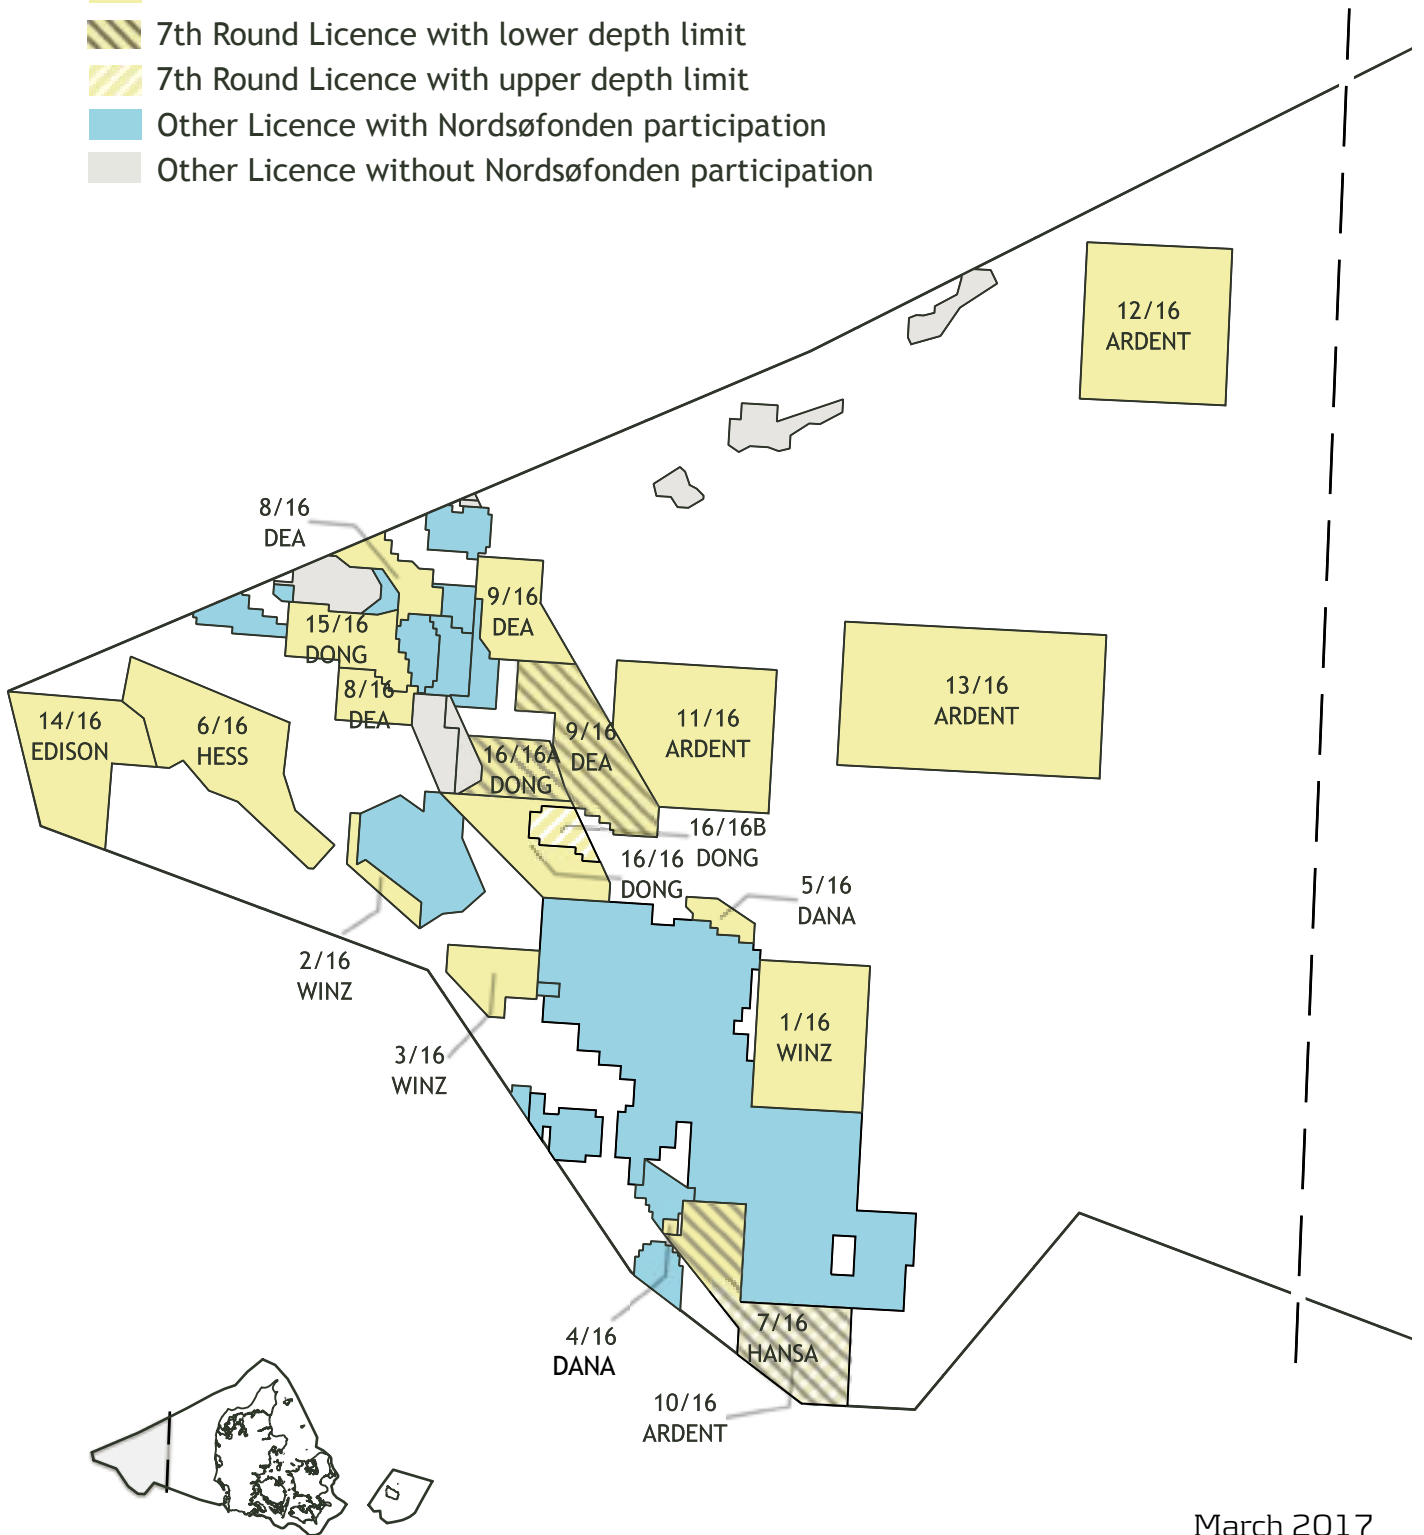 7th Round Licence with lower depth limit
7th Round Licence with upper depth limit
Other Licence with Nordsøfonden participation
Other Licence without Nordsøfonden participation
12/16
ARDENT
8/16
DEA
9/16
DEA
15/16
DONG
8/16
DEA
13/16
ARDENT
14/16
EDISON
6/16
HESS
11/16
ARDENT
9/16
DEA
16/16A
DONG
16/16B
DONG
16/16
DONG
5/16
DANA
2/16
WINZ
1/16
WINZ
3/16
WINZ
4/16
DANA
7/16
HANSA
10/16
ARDENT
March 2017